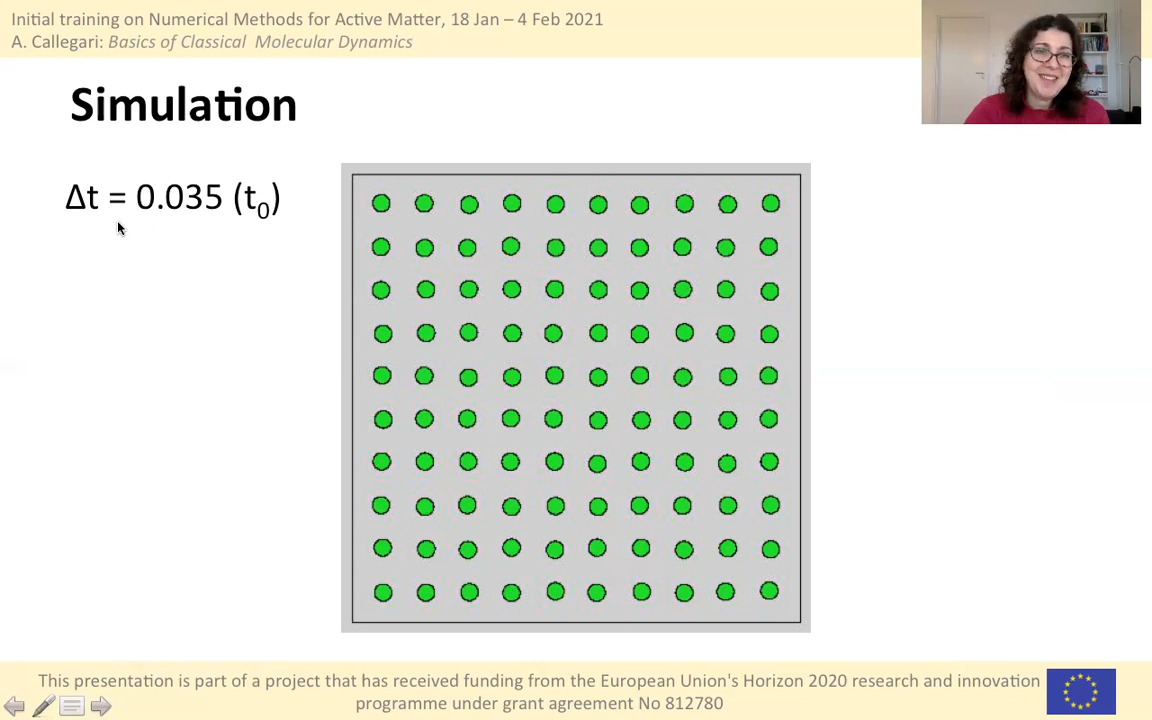 Initial training on Numerical Methods for Active Matter, 18 Jan – 4 Feb 2021
A. Callegari: Basics of Classical Molecular Dynamics
Simulation
Δt = 0.035 (t₀)
This presentation is part of a project that has received funding from the European Union's Horizon 2020 research and innovation
programme under grant agreement No 812780